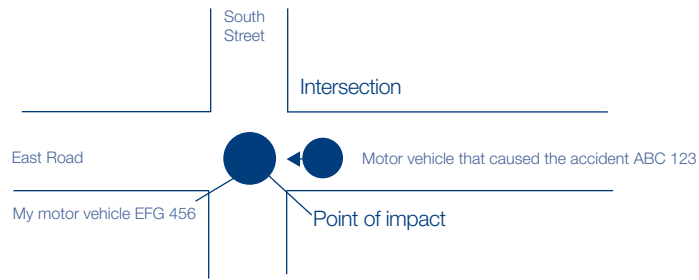 South
Street
Intersection
East Road
Motor vehicle that caused the accident ABC 123
My motor vehicle EFG 456
Point of impact